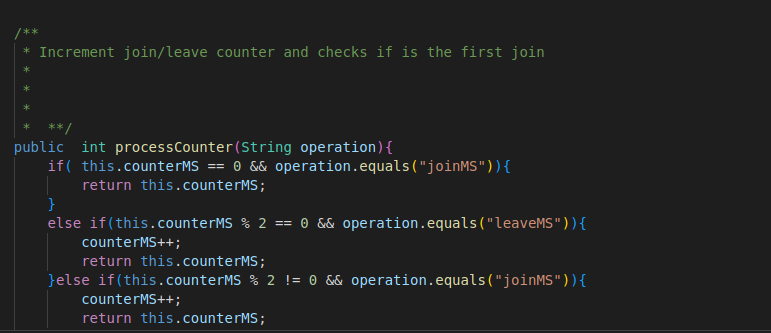 /**
* Increment join/leave counter and checks if is the first join
*
*
*
*  **/
public  int processCounter(String operation){
    if( this.counterMS == 0 && operation.equals("joinMS")){
        return this.counterMS;
    }
    else if(this.counterMS % 2 == 0 && operation.equals("leaveMS")){
        counterMS++;
        return this.counterMS;
    }else if(this.counterMS % 2 != 0 && operation.equals("joinMS")){
        counterMS++;
        return this.counterMS;